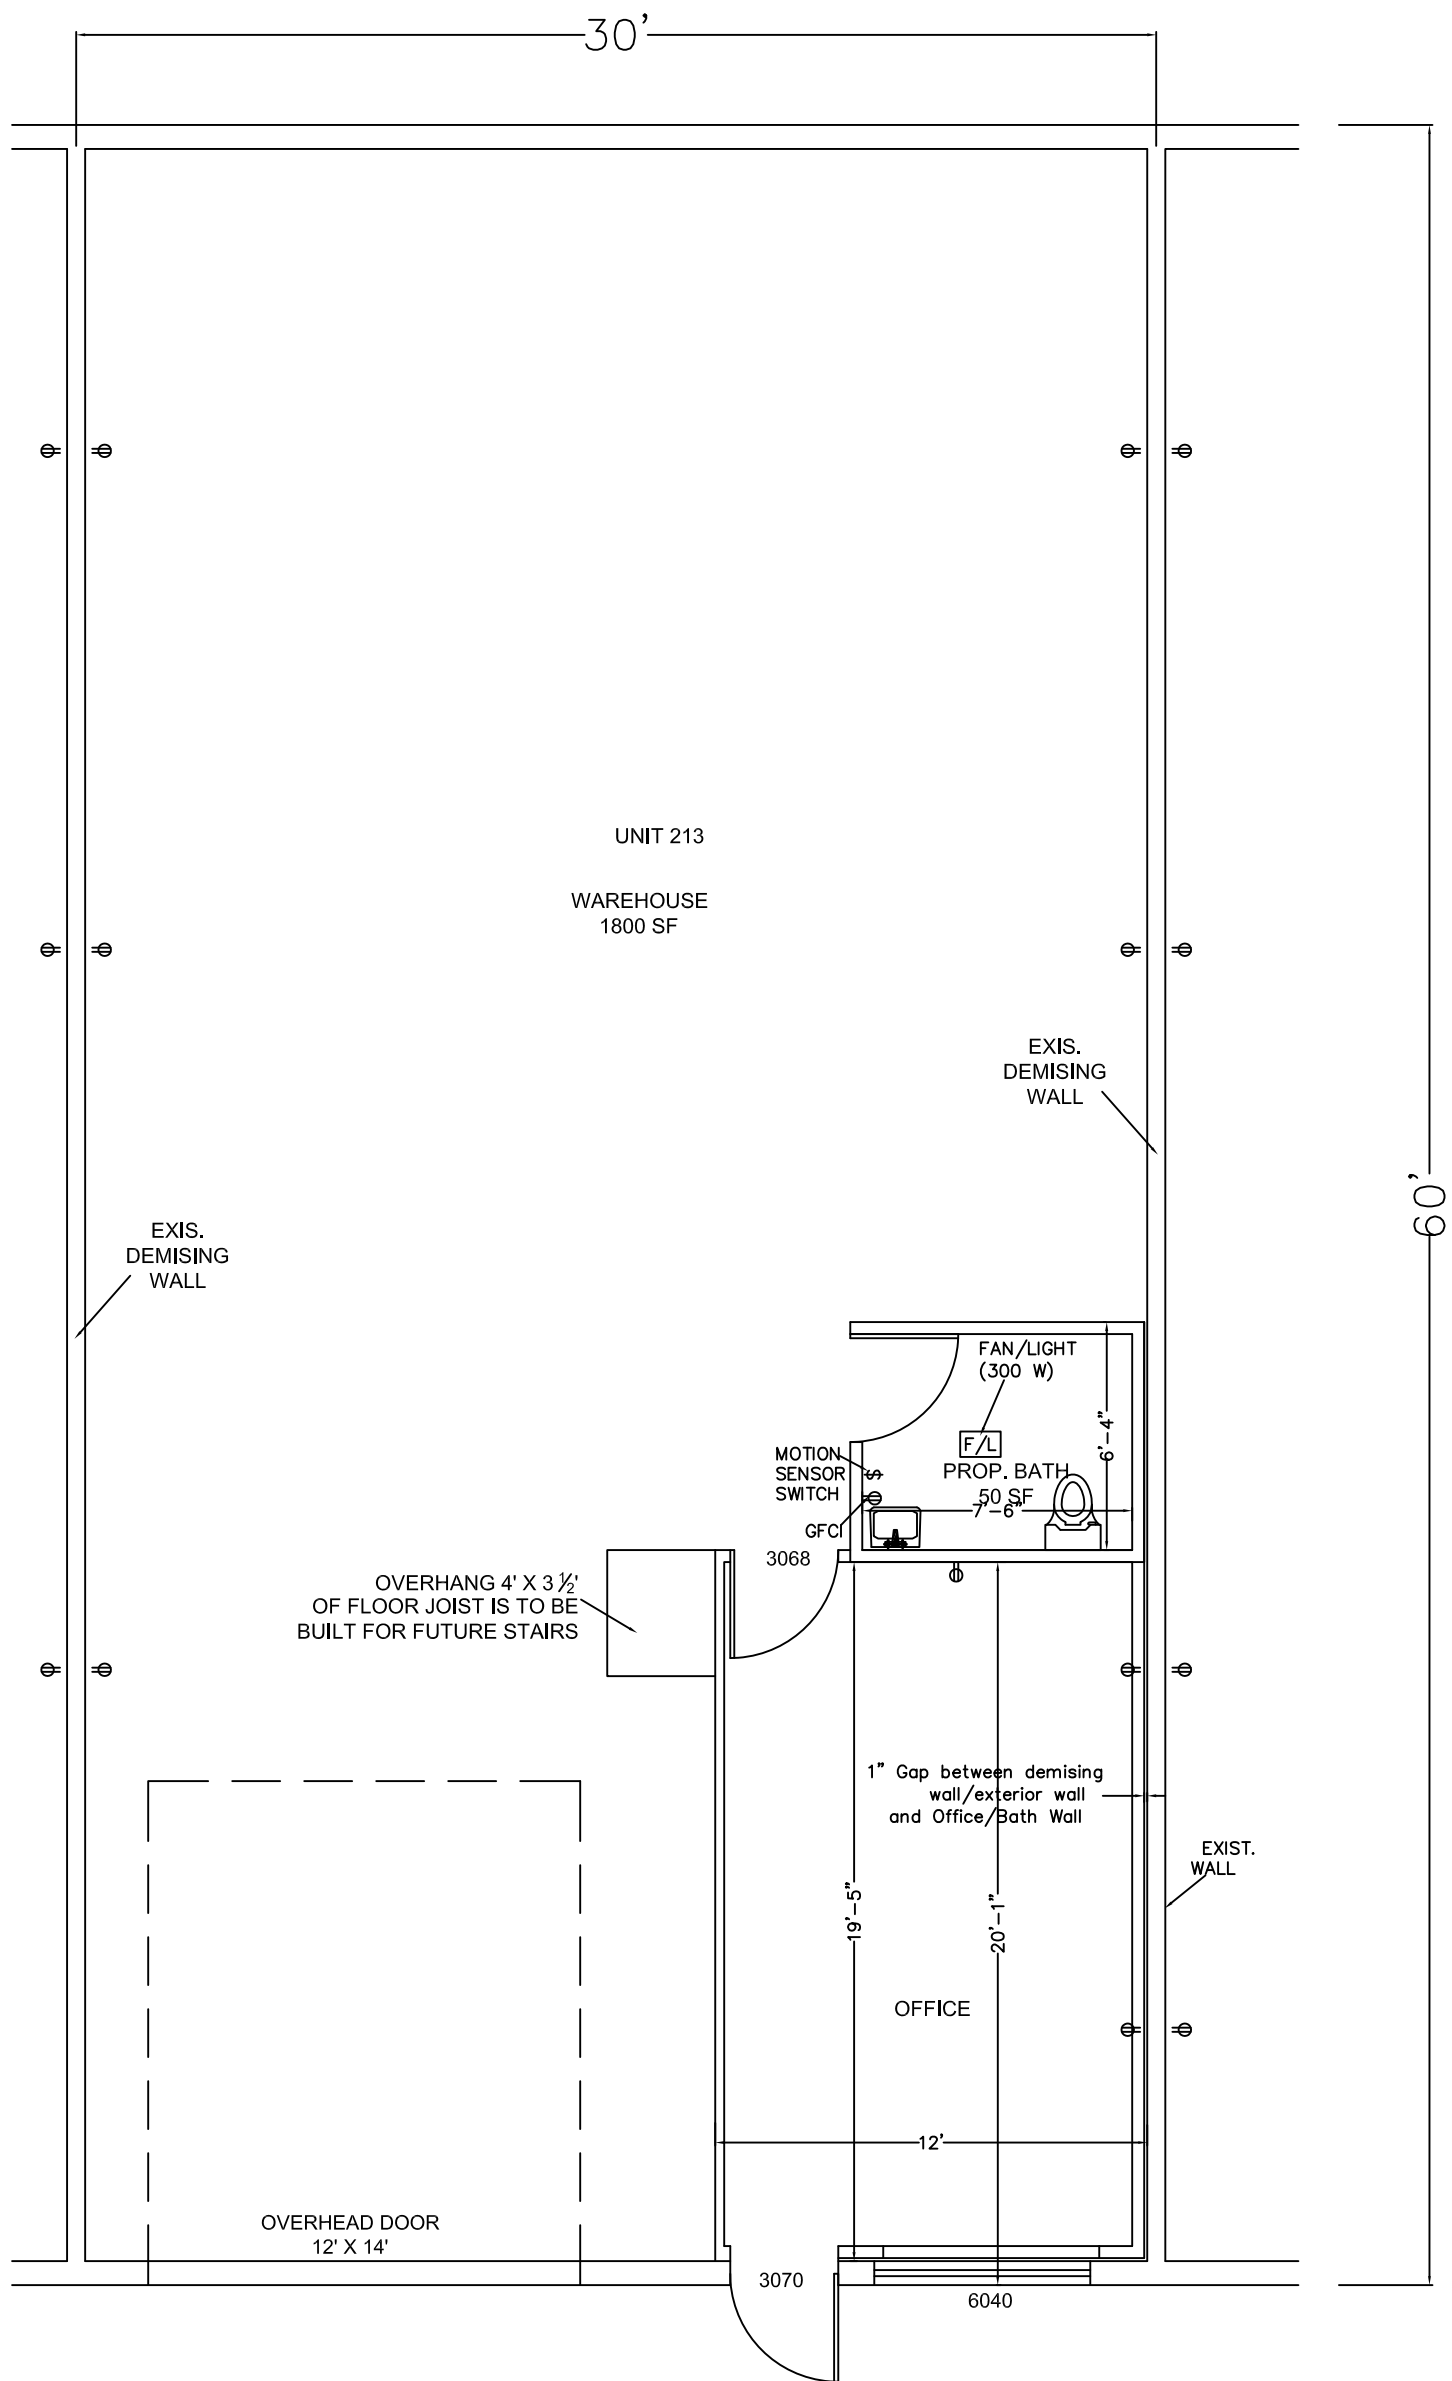 30'
UNIT 213
WAREHOUSE
1800 SF
EXIS.
DEMISING
WALL
60'
EXIS.
DEMISING
WALL
FAN/LIGHT
(300 W)
6'-4"
F/L
MOTION
SENSOR
SWITCH
S
PROP. BATH
50 SF
7'-6"
GFCI
3068
OVERHANG 4' X 3 ½'
OF FLOOR JOIST IS TO BE
BUILT FOR FUTURE STAIRS
1" Gap between demising
wall/exterior wall
and Office/Bath Wall
EXIST.
WALL
19'-5"
20'-1"
OFFICE
12'
OVERHEAD DOOR
12' X 14'
3070
6040